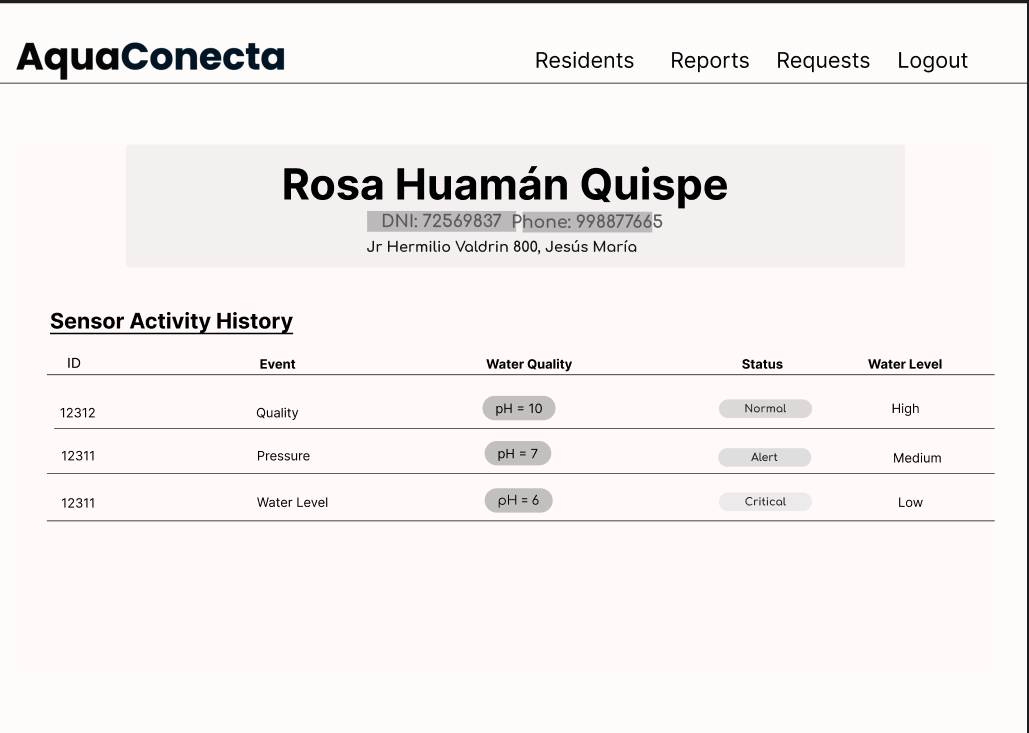 AquaConecta
Residents Reports Requests Logout
Rosa Huamán Quispe
DNI: 72569837 Phone: 998877665
Jr Hermilio Valdrin 800, Jesús María
Sensor Activity History
ID Event Water Quality Status Water Level
12312 Quality pH = 10 Normal High
12311 Pressure pH = 7 Alert Medium
12311 Water Level pH = 6 Critical Low